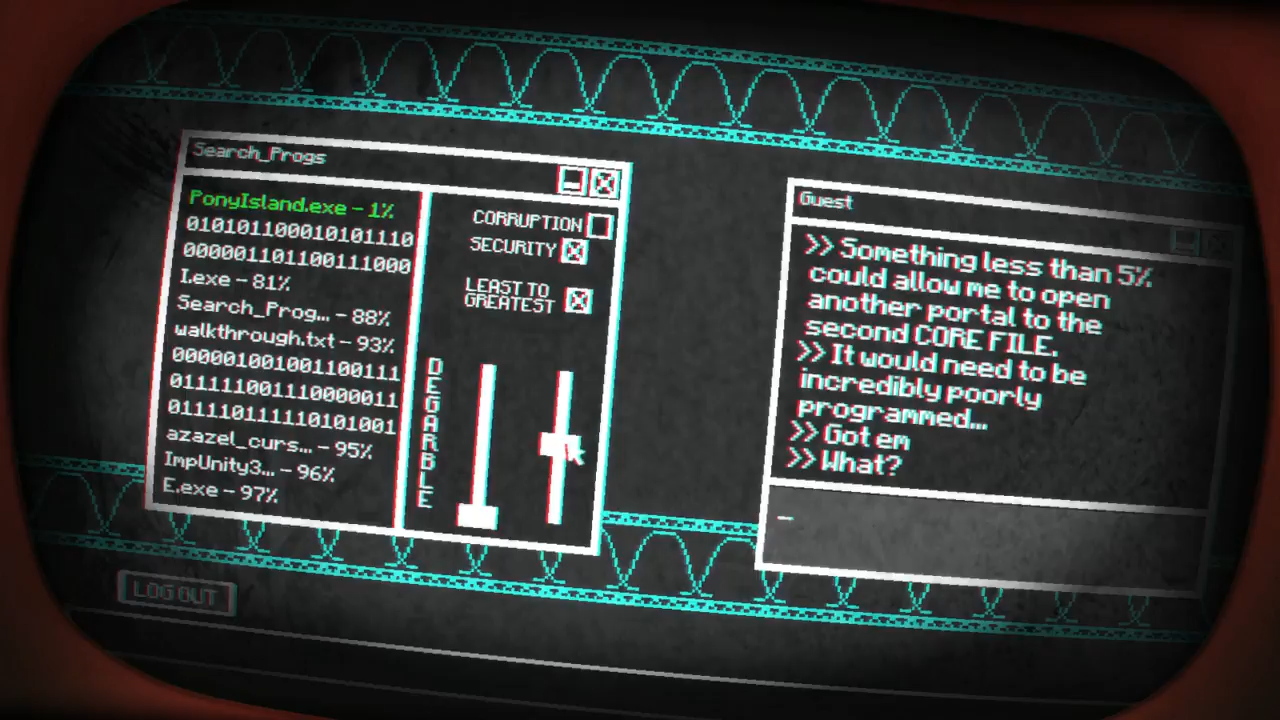 Search_Progs
PonyIsland.exe - 1%
010101100010101110
000001101100111000
I.exe - 81%
Search_Prog... - 88%
walkthrough.txt - 93%
000001001001100111
011111001110000011
011110111110101001
azazel_curs... - 95%
ImpUnity3... - 96%
E.exe - 97%
CORRUPTION
SECURITY
LEAST TO
GREATEST
DEGARBLE
Guest
>> Something less than 5%
could allow me to open
another portal to the
second CORE FILE.
>> It would need to be
incredibly poorly
programmed...
>> Got em
>> What?
_
LOG OUT